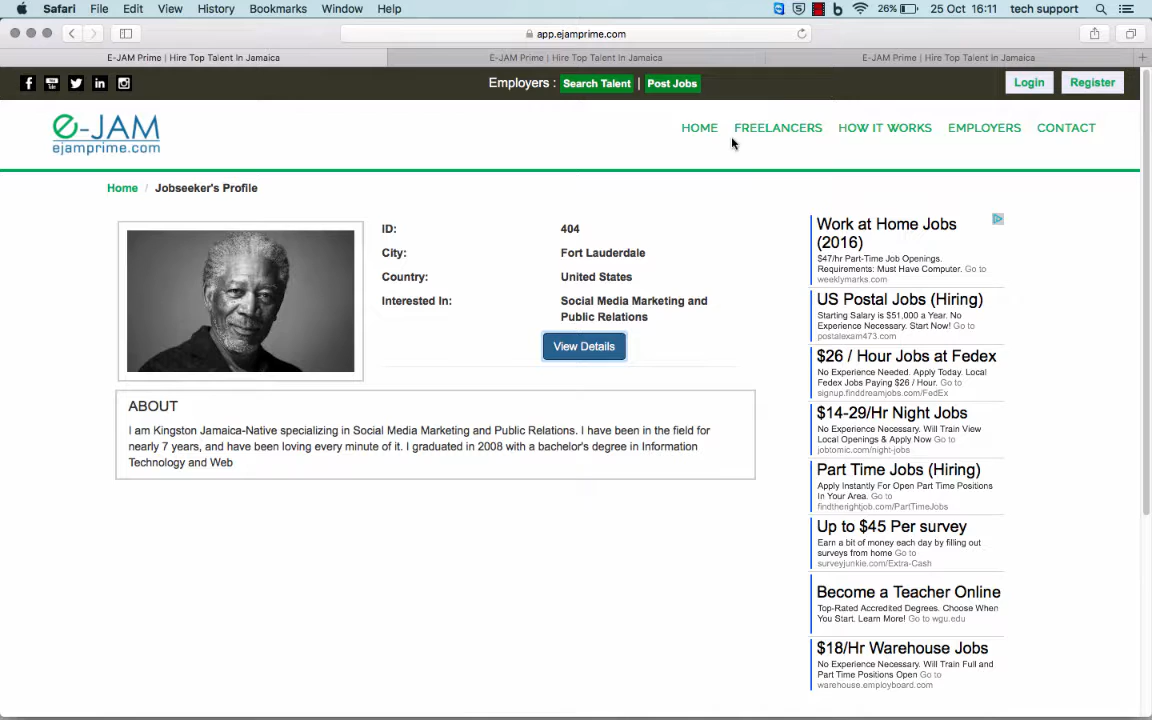 Safari File Edit View History Bookmarks Window Help
26% 25 Oct 16:11 tech support
app.ejamprime.com
E-JAM Prime | Hire Top Talent In Jamaica
E-JAM Prime | Hire Top Talent In Jamaica
E-JAM Prime | Hire Top Talent In Jamaica
Employers : Search Talent | Post Jobs
Login Register
e-JAM
ejamprime.com
HOME FREELANCERS HOW IT WORKS EMPLOYERS CONTACT
Home / Jobseeker's Profile
ID: 404
City: Fort Lauderdale
Country: United States
Interested In: Social Media Marketing and
Public Relations
View Details
ABOUT
I am Kingston Jamaica-Native specializing in Social Media Marketing and Public Relations. I have been in the field for
nearly 7 years, and have been loving every minute of it. I graduated in 2008 with a bachelor's degree in Information
Technology and Web
Work at Home Jobs
(2016)
$47/hr Part-Time Job Openings.
Requirements: Must Have Computer. Go to
weeklymarks.com
US Postal Jobs (Hiring)
Starting Salary is $51,000 a Year. No
Experience Necessary. Start Now! Go to
postalexam473.com
$26 / Hour Jobs at Fedex
No Experience Needed. Apply Today. Local
Fedex Jobs Paying $26 / Hour. Go to
signup.finddreamjobs.com/FedEx
$14-29/Hr Night Jobs
No Experience Necessary. Will Train View
Local Openings & Apply Now Go to
jobtomic.com/night-jobs
Part Time Jobs (Hiring)
Apply Instantly For Open Part Time Positions
In Your Area. Go to
findtherightjob.com/PartTimeJobs
Up to $45 Per survey
Earn a bit of money each day by filling out
surveys from home Go to
surveyjunkie.com/Extra-Cash
Become a Teacher Online
Top-Rated Accredited Degrees. Choose When
You Start. Learn More! Go to wgu.edu
$18/Hr Warehouse Jobs
No Experience Necessary. Will Train Full and
Part Time Positions Open Go to
warehouse.employboard.com